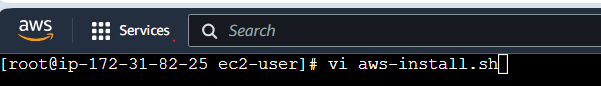 aws
Services
Search
[root@ip-172-31-82-25 ec2-user]# vi aws-install.sh